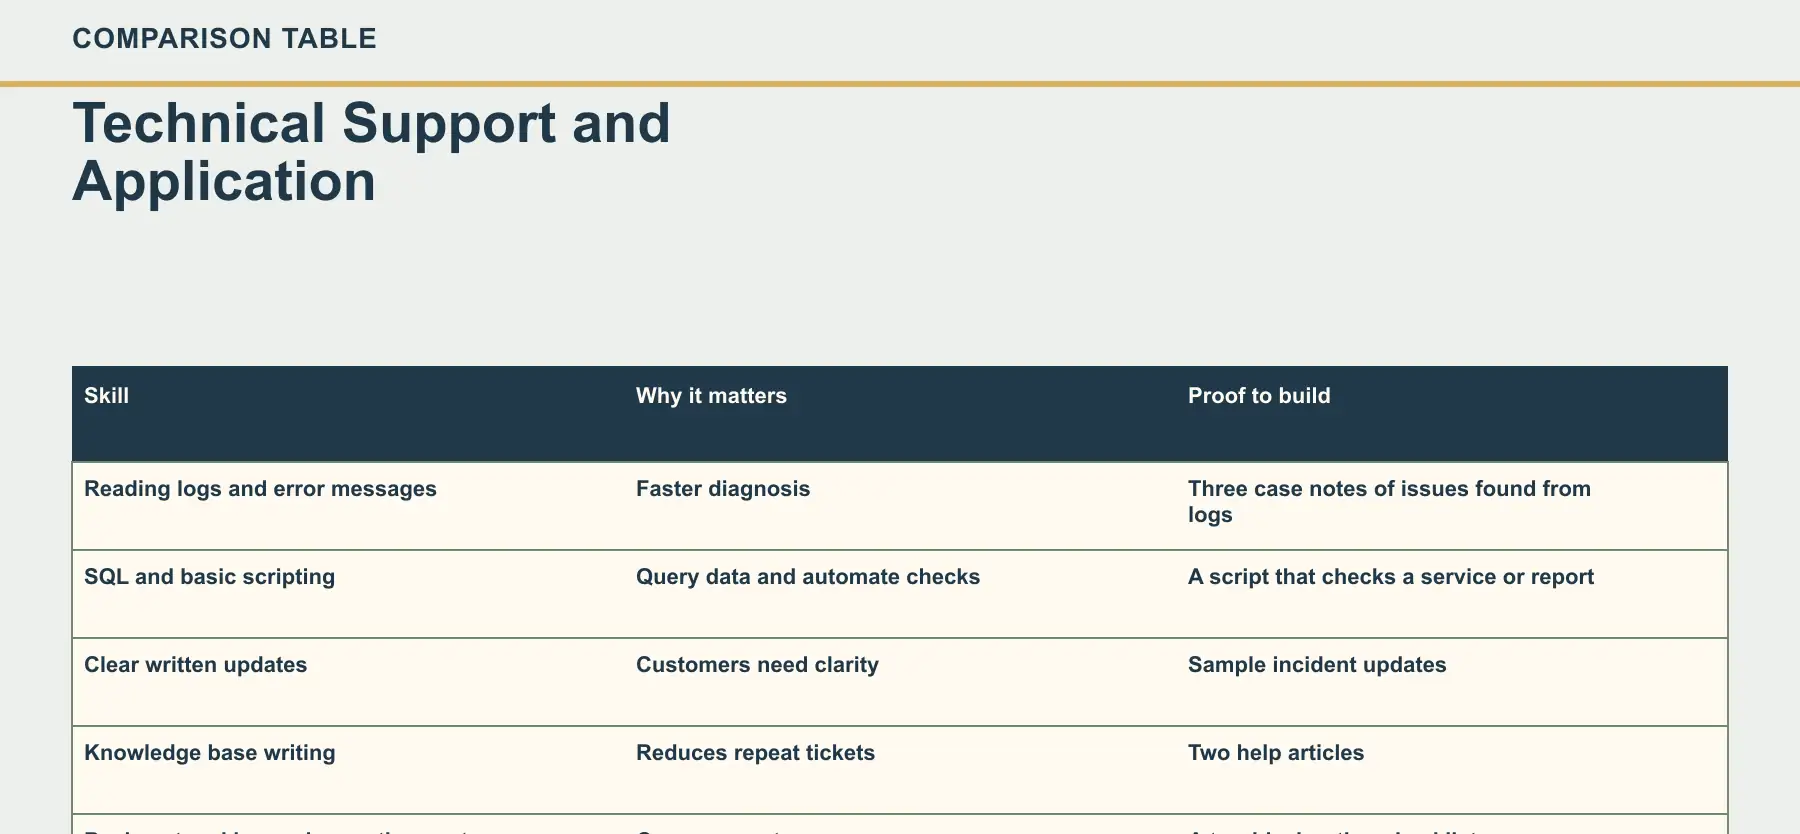 COMPARISON TABLE
Technical Support and
Application
Skill
Why it matters
Proof to build
Reading logs and error messages
Faster diagnosis
Three case notes of issues found from
logs
SQL and basic scripting
Query data and automate checks
A script that checks a service or report
Clear written updates
Customers need clarity
Sample incident updates
Knowledge base writing
Reduces repeat tickets
Two help articles